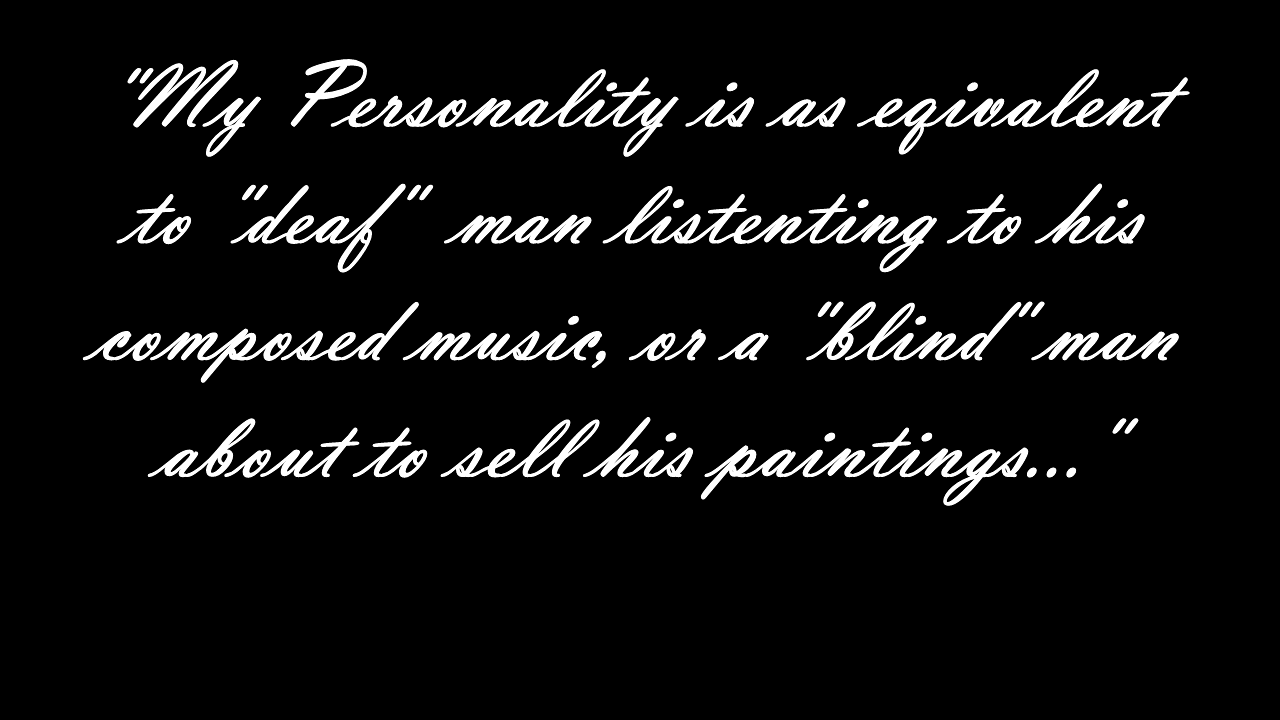 "My Personality is as eqivalent
to "deaf" man listenting to his
composed music, or a "blind" man
about to sell his paintings..."